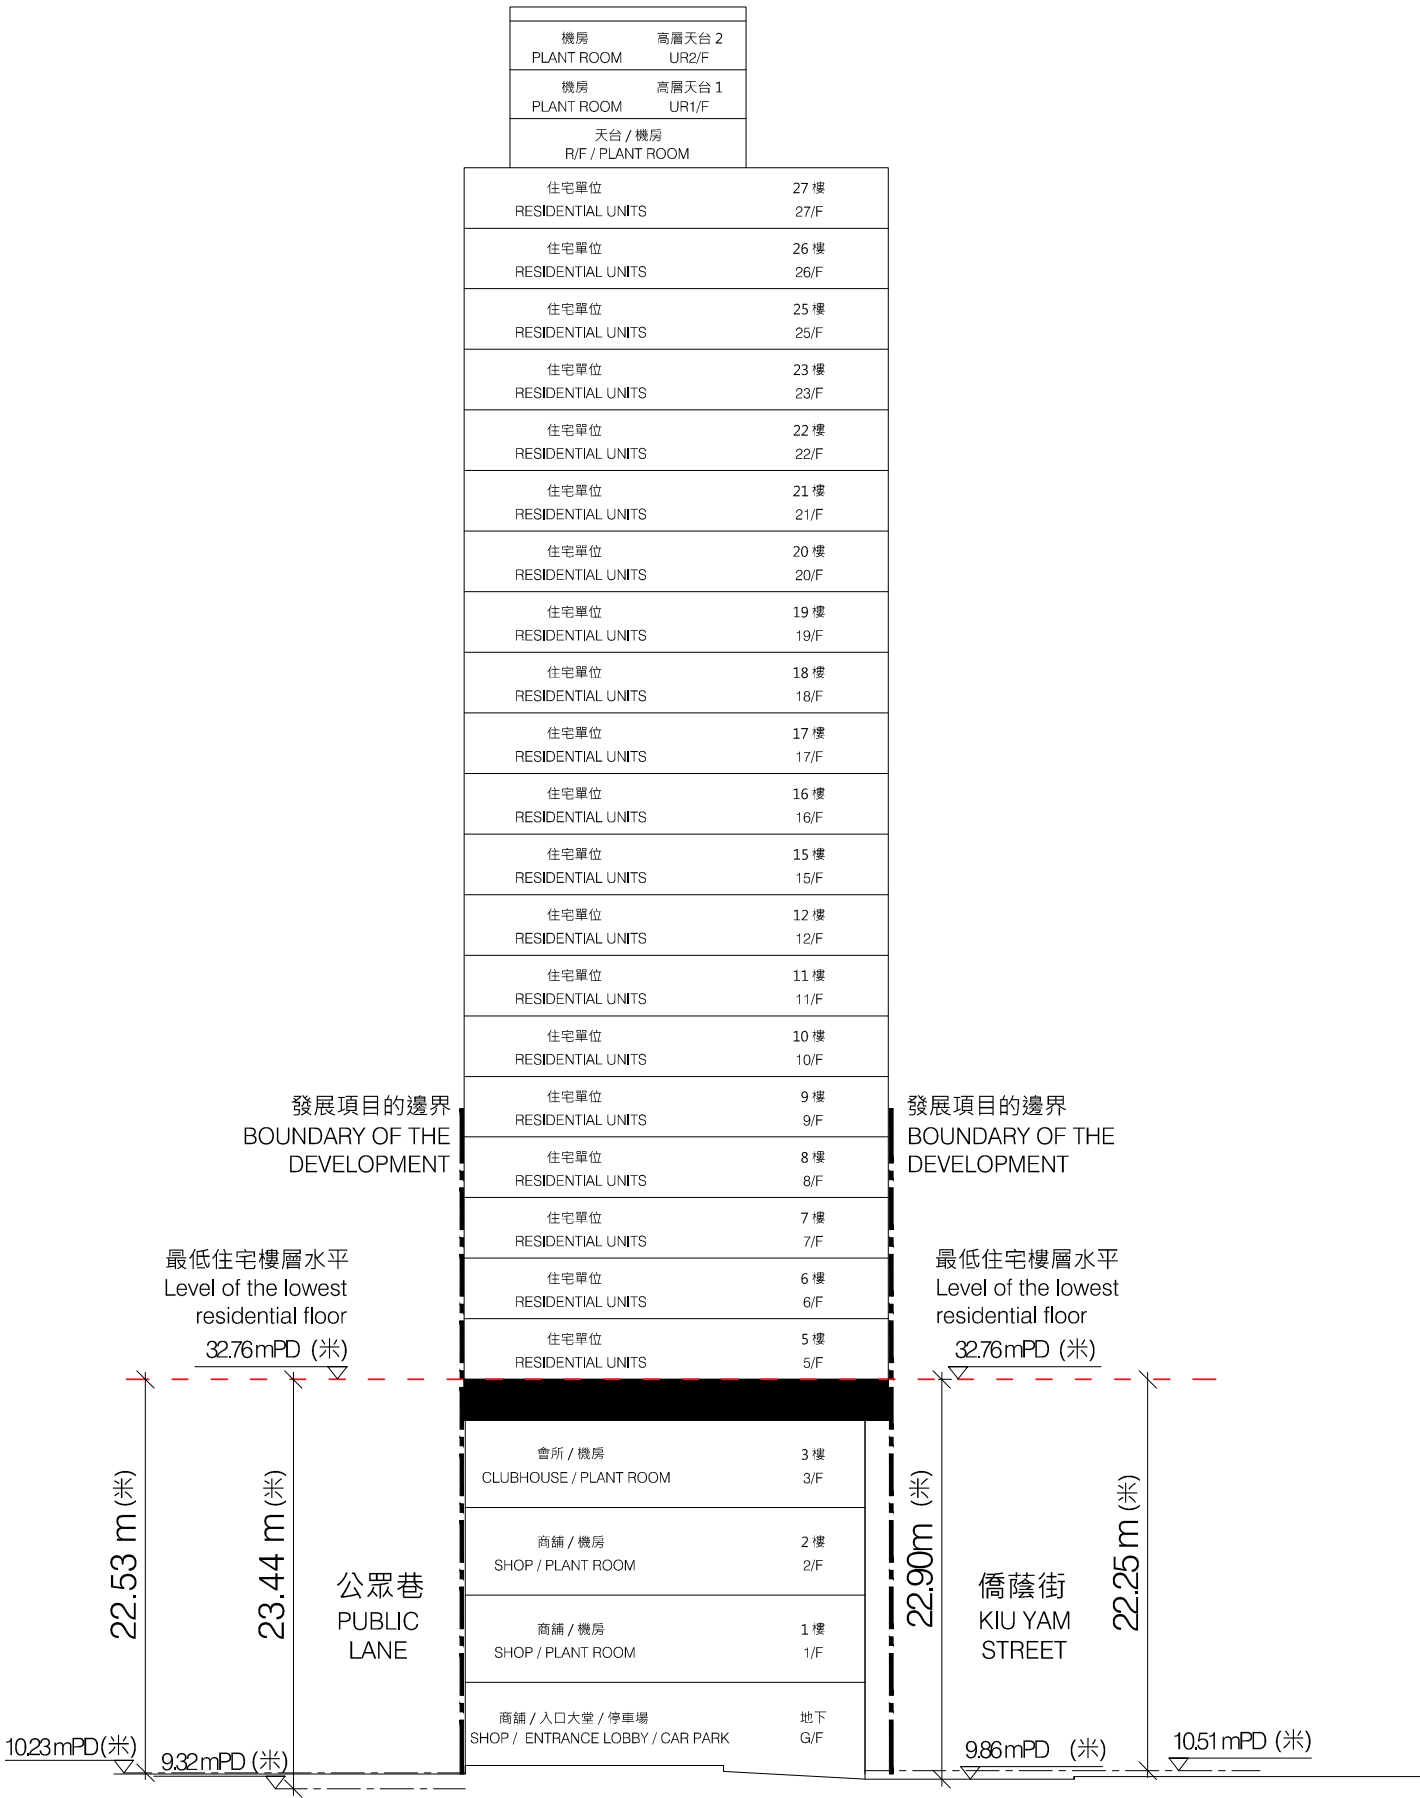 機房 高層天台 2
PLANT ROOM UR2/F
機房 高層天台 1
PLANT ROOM UR1/F
天台 / 機房
R/F / PLANT ROOM
住宅單位 27 樓
RESIDENTIAL UNITS 27/F
住宅單位 26 樓
RESIDENTIAL UNITS 26/F
住宅單位 25 樓
RESIDENTIAL UNITS 25/F
住宅單位 23 樓
RESIDENTIAL UNITS 23/F
住宅單位 22 樓
RESIDENTIAL UNITS 22/F
住宅單位 21 樓
RESIDENTIAL UNITS 21/F
住宅單位 20 樓
RESIDENTIAL UNITS 20/F
住宅單位 19 樓
RESIDENTIAL UNITS 19/F
住宅單位 18 樓
RESIDENTIAL UNITS 18/F
住宅單位 17 樓
RESIDENTIAL UNITS 17/F
住宅單位 16 樓
RESIDENTIAL UNITS 16/F
住宅單位 15 樓
RESIDENTIAL UNITS 15/F
住宅單位 12 樓
RESIDENTIAL UNITS 12/F
住宅單位 11 樓
RESIDENTIAL UNITS 11/F
住宅單位 10 樓
RESIDENTIAL UNITS 10/F
住宅單位 9 樓
RESIDENTIAL UNITS 9/F
住宅單位 8 樓
RESIDENTIAL UNITS 8/F
住宅單位 7 樓
RESIDENTIAL UNITS 7/F
住宅單位 6 樓
RESIDENTIAL UNITS 6/F
住宅單位 5 樓
RESIDENTIAL UNITS 5/F
發展項目的邊界
BOUNDARY OF THE
DEVELOPMENT
發展項目的邊界
BOUNDARY OF THE
DEVELOPMENT
最低住宅樓層水平
Level of the lowest
residential floor
32.76mPD (米)
最低住宅樓層水平
Level of the lowest
residential floor
32.76mPD (米)
會所 / 機房 3 樓
CLUBHOUSE / PLANT ROOM 3/F
商舖 / 機房 2 樓
SHOP / PLANT ROOM 2/F
商舖 / 機房 1 樓
SHOP / PLANT ROOM 1/F
商舖 / 入口大堂 / 停車場 地下
SHOP / ENTRANCE LOBBY / CAR PARK G/F
22.53 m (米)
23.44 m (米)
公眾巷
PUBLIC
LANE
22.90m (米)
僑蔭街
KIU YAM
STREET
22.25 m (米)
10.23mPD(米)
9.32mPD (米)
9.86mPD (米)
10.51mPD (米)